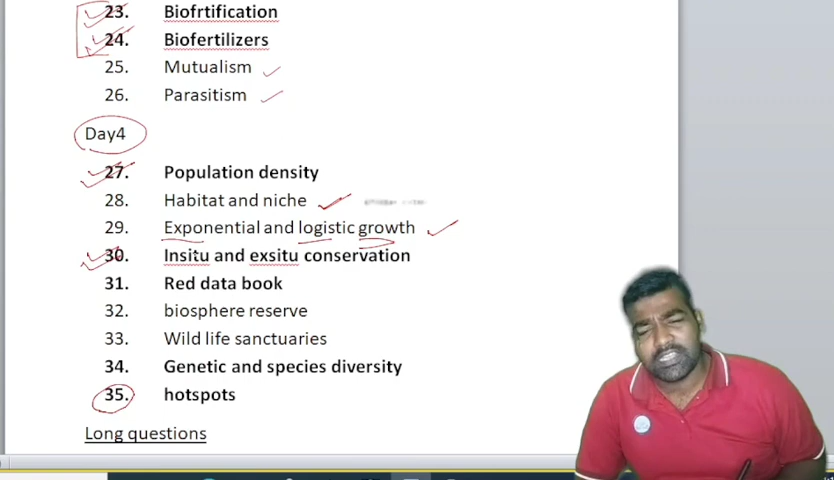 23. Biofrtification
24. Biofertilizers
25. Mutualism
26. Parasitism
Day4
27. Population density
28. Habitat and niche
29. Exponential and logistic growth
30. Insitu and exsitu conservation
31. Red data book
32. biosphere reserve
33. Wild life sanctuaries
34. Genetic and species diversity
35. hotspots
Long questions